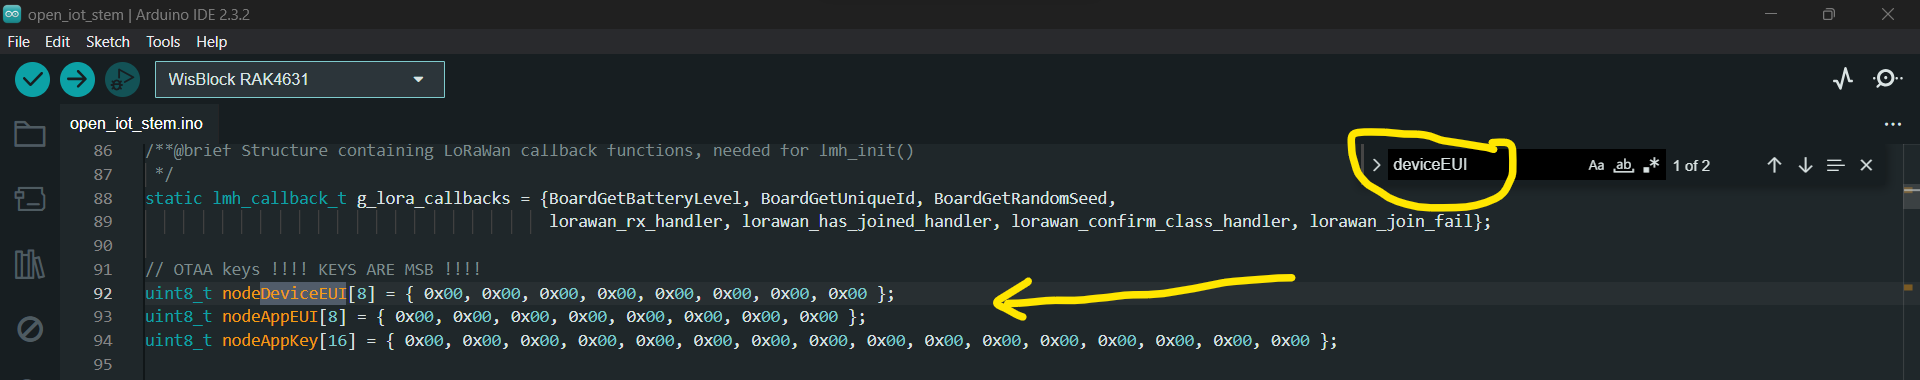 open_iot_stem | Arduino IDE 2.3.2
File Edit Sketch Tools Help
WisBlock RAK4631
open_iot_stem.ino
deviceEUI Aa ab .* 1 of 2
86 /**@brief Structure containing LoRaWan callback functions, needed for lmh_init()
87 */
88 static lmh_callback_t g_lora_callbacks = {BoardGetBatteryLevel, BoardGetUniqueId, BoardGetRandomSeed,
89 lorawan_rx_handler, lorawan_has_joined_handler, lorawan_confirm_class_handler, lorawan_join_fail};
90
91 // OTAA keys !!!! KEYS ARE MSB !!!!
92 uint8_t nodeDeviceEUI[8] = { 0x00, 0x00, 0x00, 0x00, 0x00, 0x00, 0x00, 0x00 };
93 uint8_t nodeAppEUI[8] = { 0x00, 0x00, 0x00, 0x00, 0x00, 0x00, 0x00, 0x00 };
94 uint8_t nodeAppKey[16] = { 0x00, 0x00, 0x00, 0x00, 0x00, 0x00, 0x00, 0x00, 0x00, 0x00, 0x00, 0x00, 0x00, 0x00, 0x00, 0x00 };
95